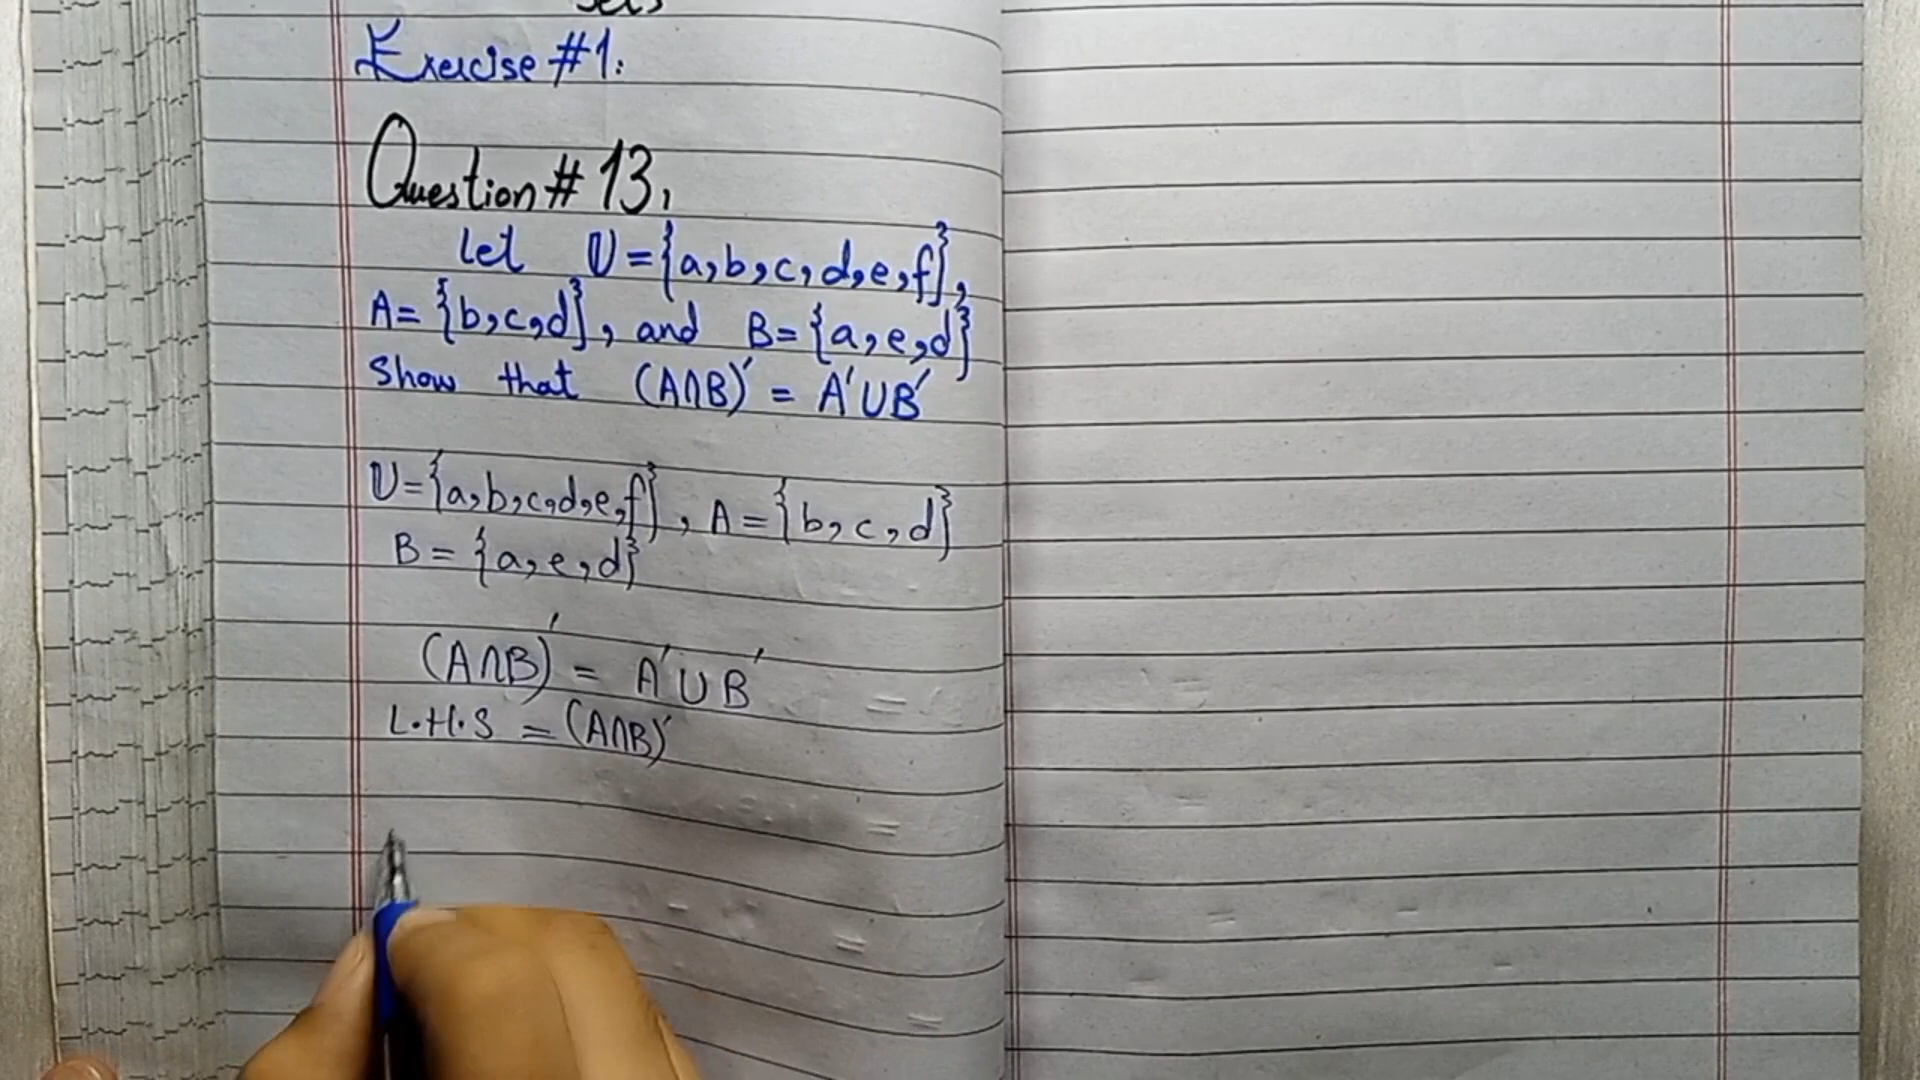 Exercise #1:
Question # 13,
let U={a,b,c,d,e,f},
A={b,c,d}, and B={a,e,d}
Show that (A∩B)′ = A′∪B′
U={a,b,c,d,e,f}, A={b,c,d}
B={a,e,d}
(A∩B)′ = A′∪B′
L.H.S = (A∩B)′